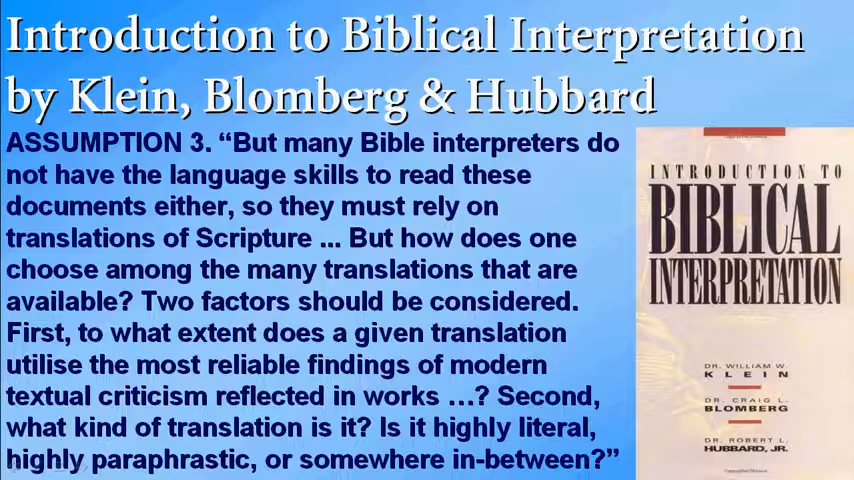 Introduction to Biblical Interpretation
by Klein, Blomberg & Hubbard
ASSUMPTION 3. “But many Bible interpreters do
not have the language skills to read these
documents either, so they must rely on
translations of Scripture ... But how does one
choose among the many translations that are
available? Two factors should be considered.
First, to what extent does a given translation
utilise the most reliable findings of modern
textual criticism reflected in works …? Second,
what kind of translation is it? Is it highly literal,
highly paraphrastic, or somewhere in-between?”
INTRODUCTION TO
BIBLICAL
INTERPRETATION
DR. WILLIAM W.
KLEIN
DR. CRAIG L.
BLOMBERG
DR. ROBERT L.
HUBBARD, JR.